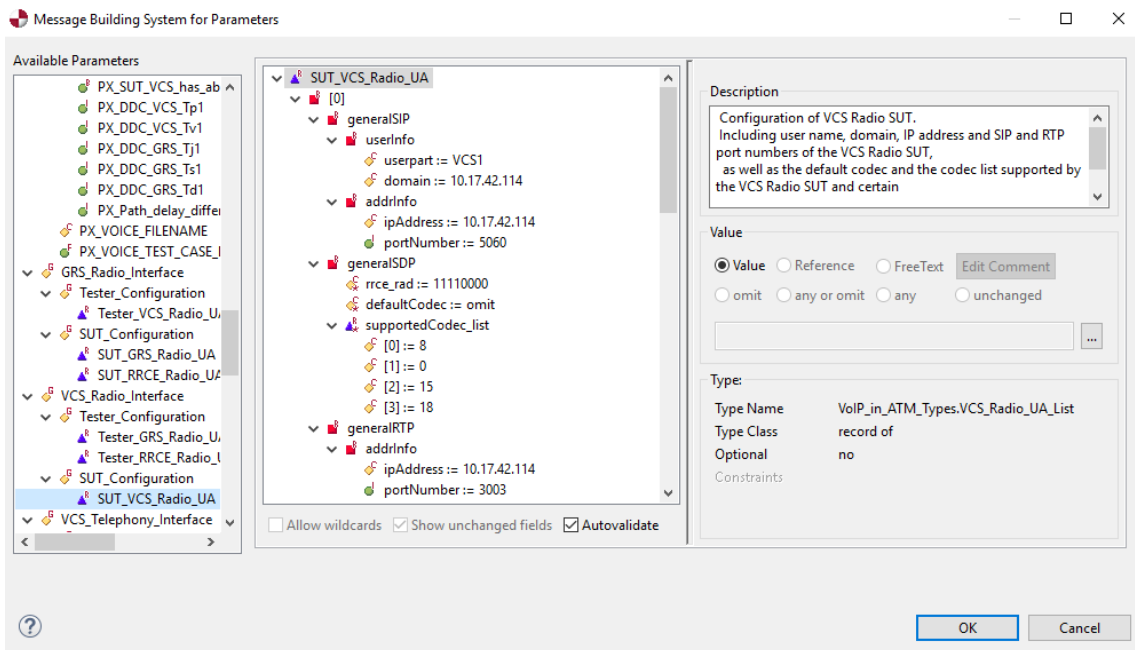 Message Building System for Parameters
Available Parameters
PX_SUT_VCS_has_ab
PX_DDC_VCS_Tp1
PX_DDC_VCS_Tv1
PX_DDC_GRS_Tj1
PX_DDC_GRS_Ts1
PX_DDC_GRS_Td1
PX_Path_delay_differ
PX_VOICE_FILENAME
PX_VOICE_TEST_CASE_
GRS_Radio_Interface
Tester_Configuration
Tester_VCS_Radio_U
SUT_Configuration
SUT_GRS_Radio_UA
SUT_RRCE_Radio_UA
VCS_Radio_Interface
Tester_Configuration
Tester_GRS_Radio_U
Tester_RRCE_Radio_
SUT_Configuration
SUT_VCS_Radio_UA
VCS_Telephony_Interface
SUT_VCS_Radio_UA
[0]
generalSIP
userInfo
userpart := VCS1
domain := 10.17.42.114
addrInfo
ipAddress := 10.17.42.114
portNumber := 5060
generalSDP
rrce_rad := 11110000
defaultCodec := omit
supportedCodec_list
[0] := 8
[1] := 0
[2] := 15
[3] := 18
generalRTP
addrInfo
ipAddress := 10.17.42.114
portNumber := 3003
Allow wildcards Show unchanged fields Autovalidate
Description
Configuration of VCS Radio SUT.
Including user name, domain, IP address and SIP and RTP
port numbers of the VCS Radio SUT,
as well as the default codec and the codec list supported by
the VCS Radio SUT and certain
Value
Value Reference FreeText Edit Comment
omit any or omit any unchanged
...
Type:
Type Name VoIP_in_ATM_Types.VCS_Radio_UA_List
Type Class record of
Optional no
Constraints
?
OK Cancel